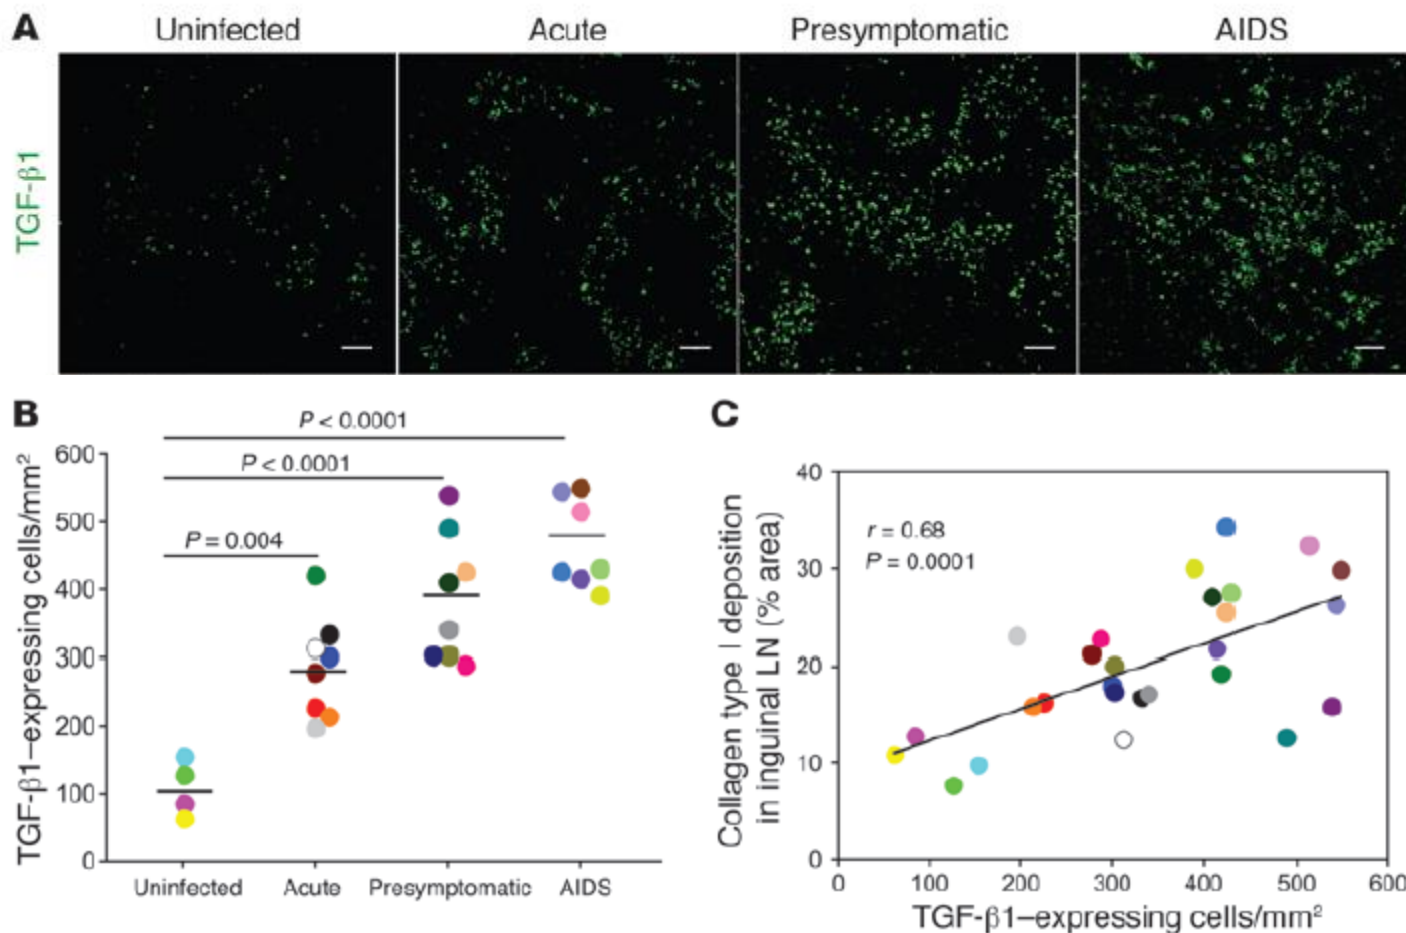 A
Uninfected
Acute
Presymptomatic
AIDS
TGF-β1
B
P < 0.0001
P < 0.0001
P = 0.004
TGF-β1–expressing cells/mm²
600
500
400
300
200
100
0
Uninfected
Acute
Presymptomatic
AIDS
C
r = 0.68
P = 0.0001
Collagen type I deposition
in inguinal LN (% area)
40
30
20
10
0
0
100
200
300
400
500
600
TGF-β1–expressing cells/mm²